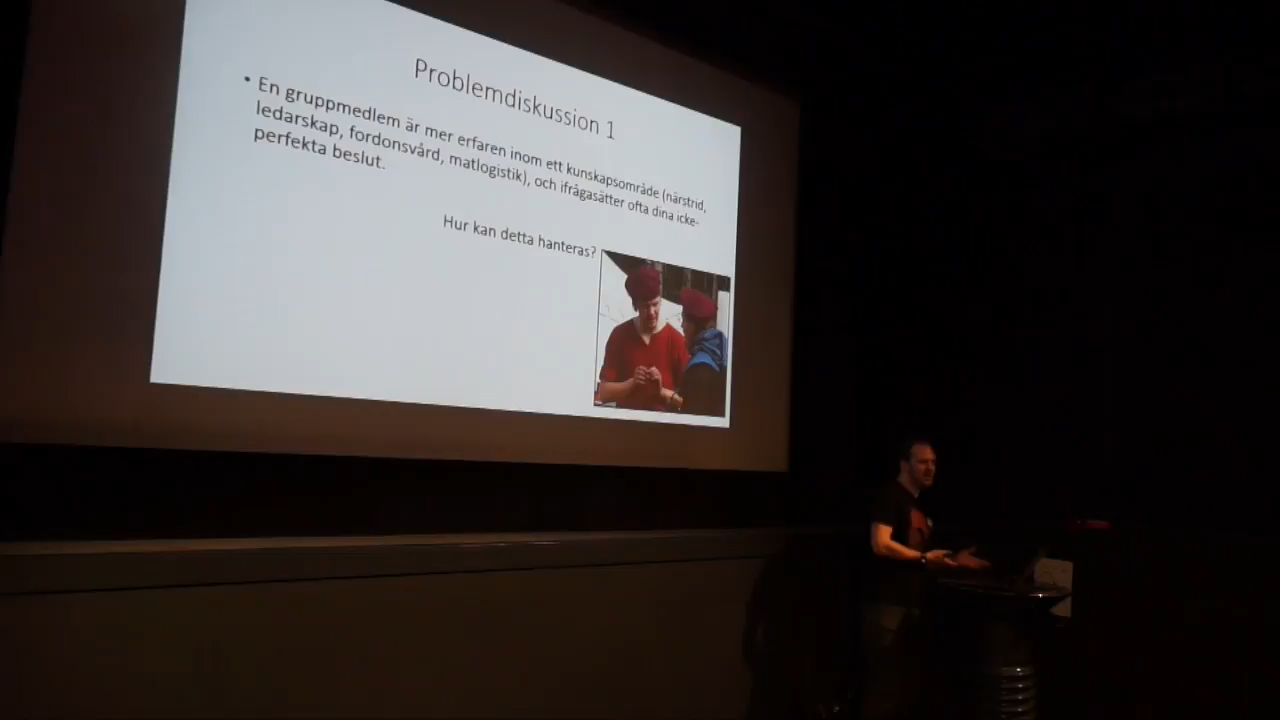 Problemdiskussion 1
• En gruppmedlem är mer erfaren inom ett kunskapsområde (närstrid,
ledarskap, fordonsvård, matlogistik), och ifrågasätter ofta dina icke-
perfekta beslut.
Hur kan detta hanteras?